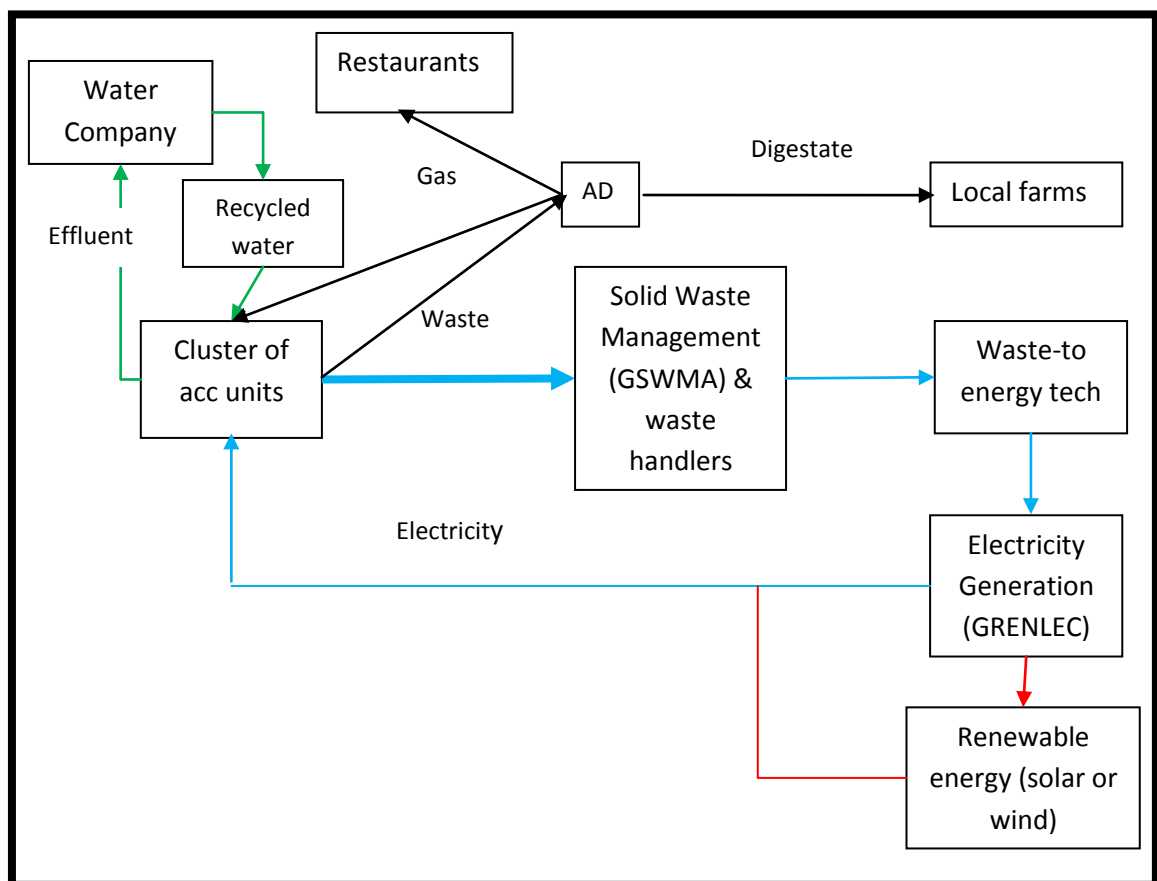 Restaurants
Water
Company
Digestate
Gas
AD
Local farms
Recycled
water
Effluent
Solid Waste
Management
(GSWMA) &
waste
handlers
Waste
Cluster of
acc units
Waste-to
energy tech
Electricity
Electricity
Generation
(GRENLEC)
Renewable
energy (solar or
wind)